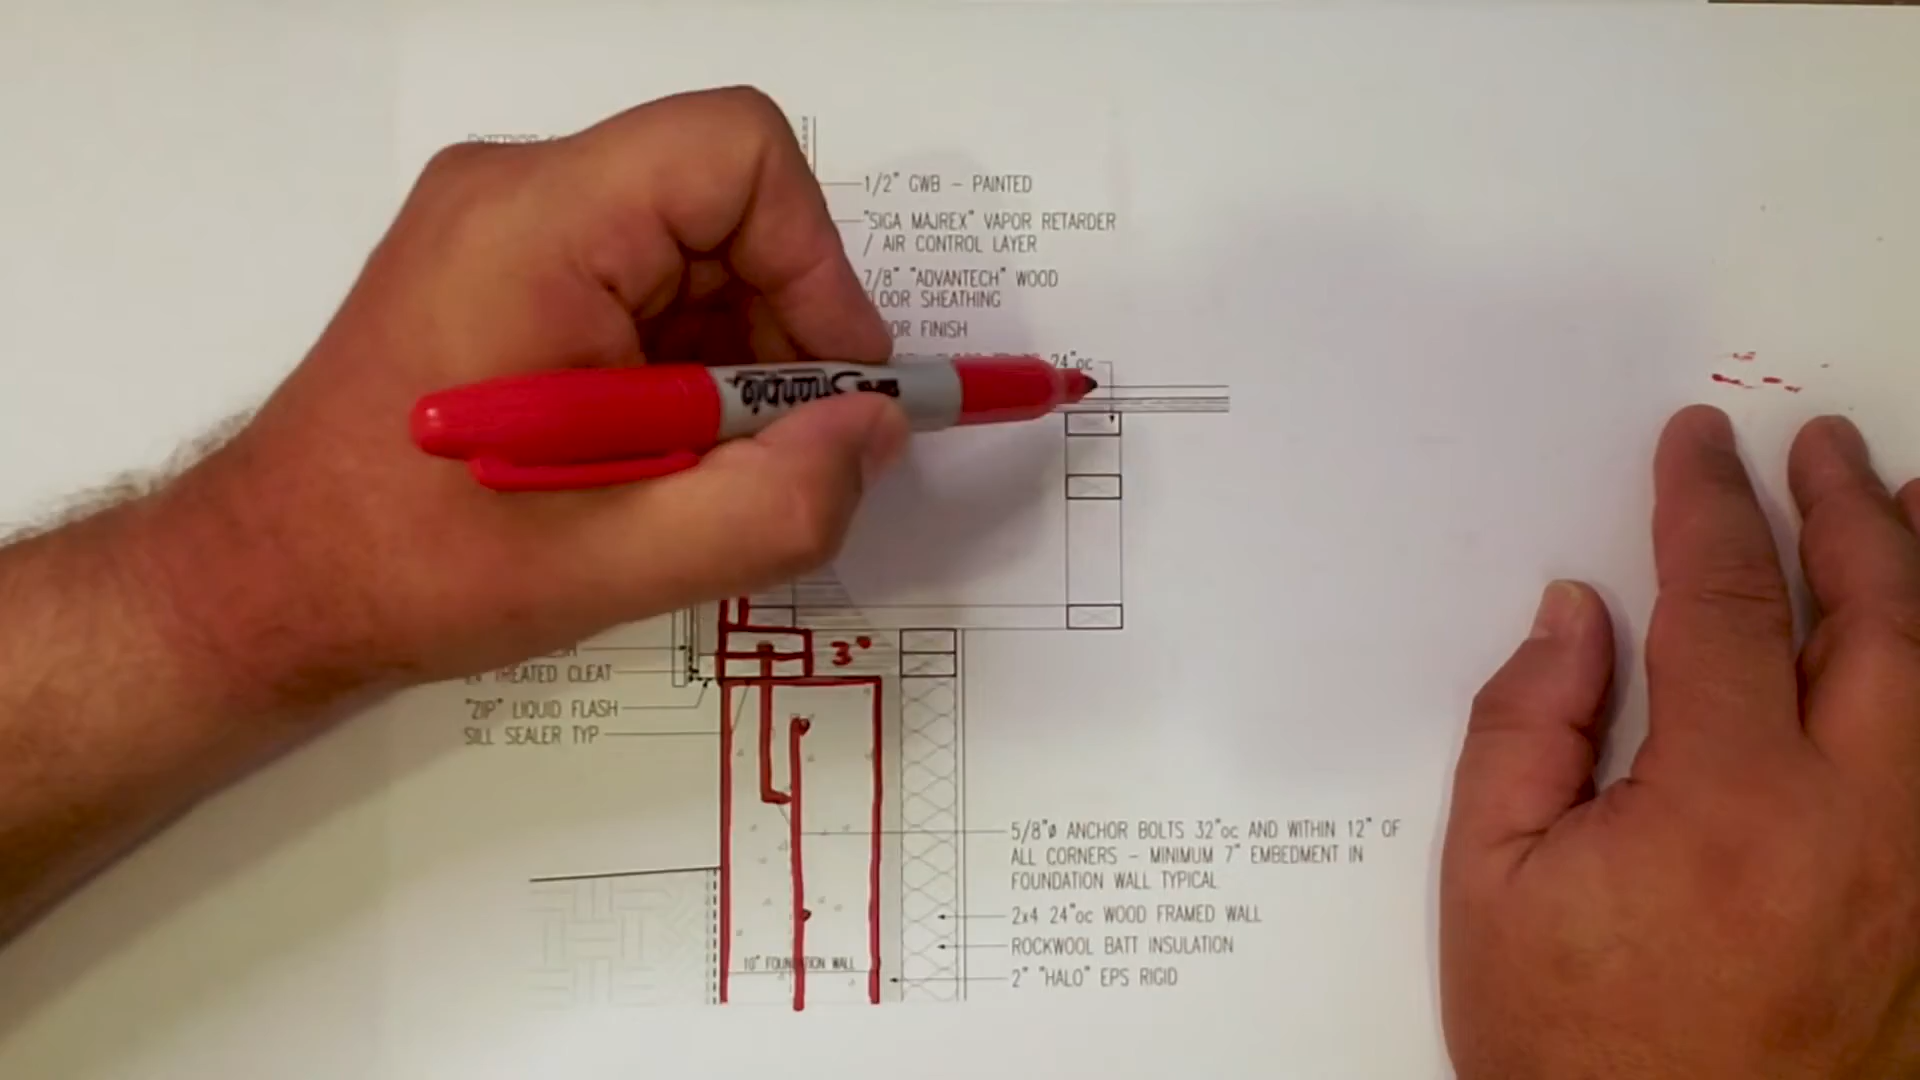 1/2" GWB - PAINTED
"SIGA MAJREX" VAPOR RETARDER
/ AIR CONTROL LAYER
7/8" "ADVANTECH" WOOD
FLOOR SHEATHING
FINISH
24"oc
Sharpie
3"
TREATED CLEAT
"ZIP" LIQUID FLASH
SILL SEALER TYP
5/8"ø ANCHOR BOLTS 32"oc AND WITHIN 12" OF
ALL CORNERS - MINIMUM 7" EMBEDMENT IN
FOUNDATION WALL TYPICAL
2x4 24"oc WOOD FRAMED WALL
ROCKWOOL BATT INSULATION
10" FOUNDATION WALL
2" "HALO" EPS RIGID